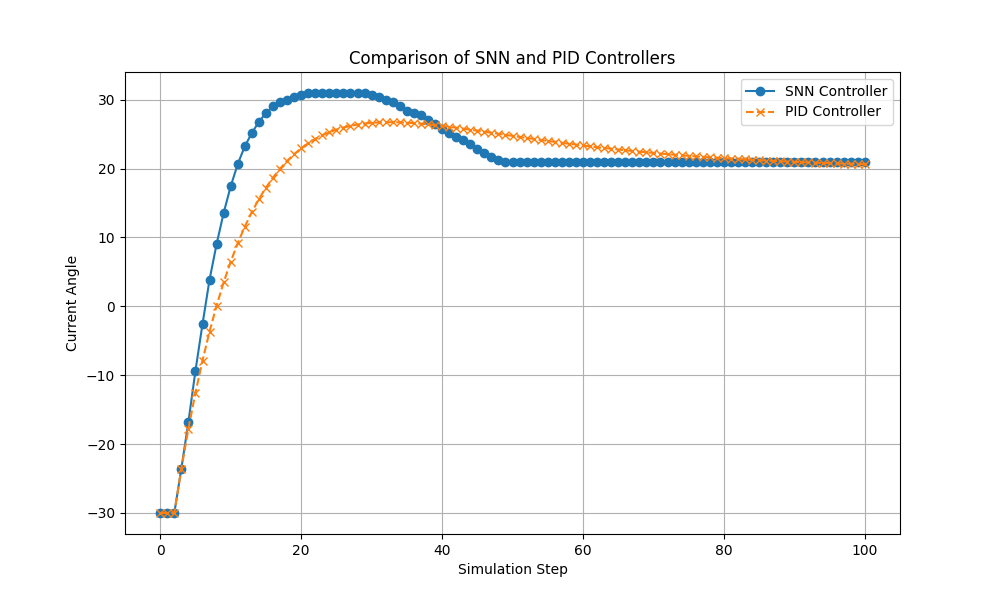 Comparison of SNN and PID Controllers
SNN Controller
PID Controller
30
20
10
0
−10
−20
−30
Current Angle
0 20 40 60 80 100
Simulation Step